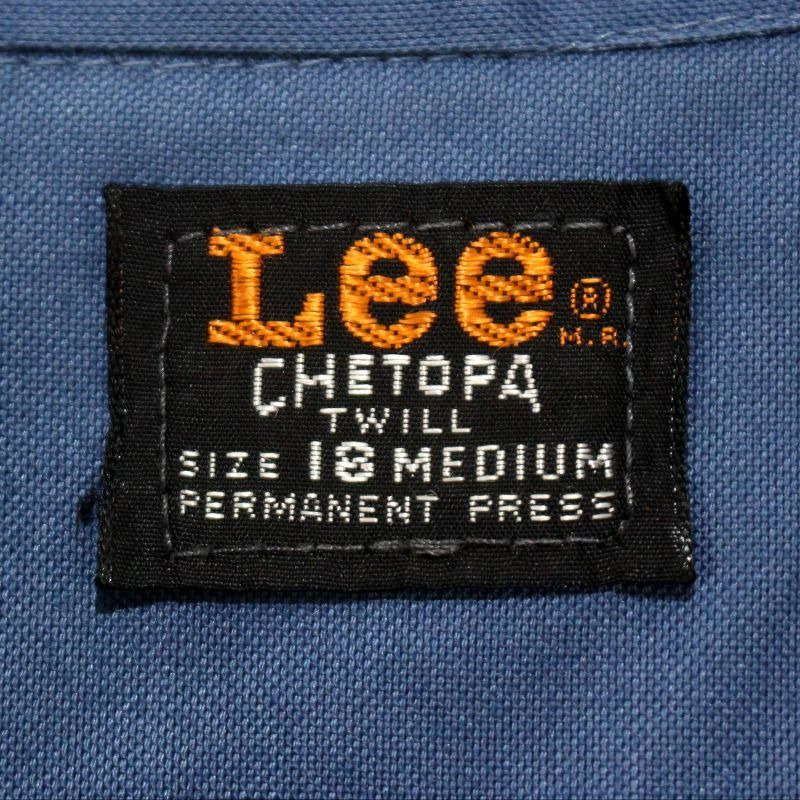 Lee®
M.R.
CHETOPA
TWILL
SIZE 18 MEDIUM
PERMANENT PRESS